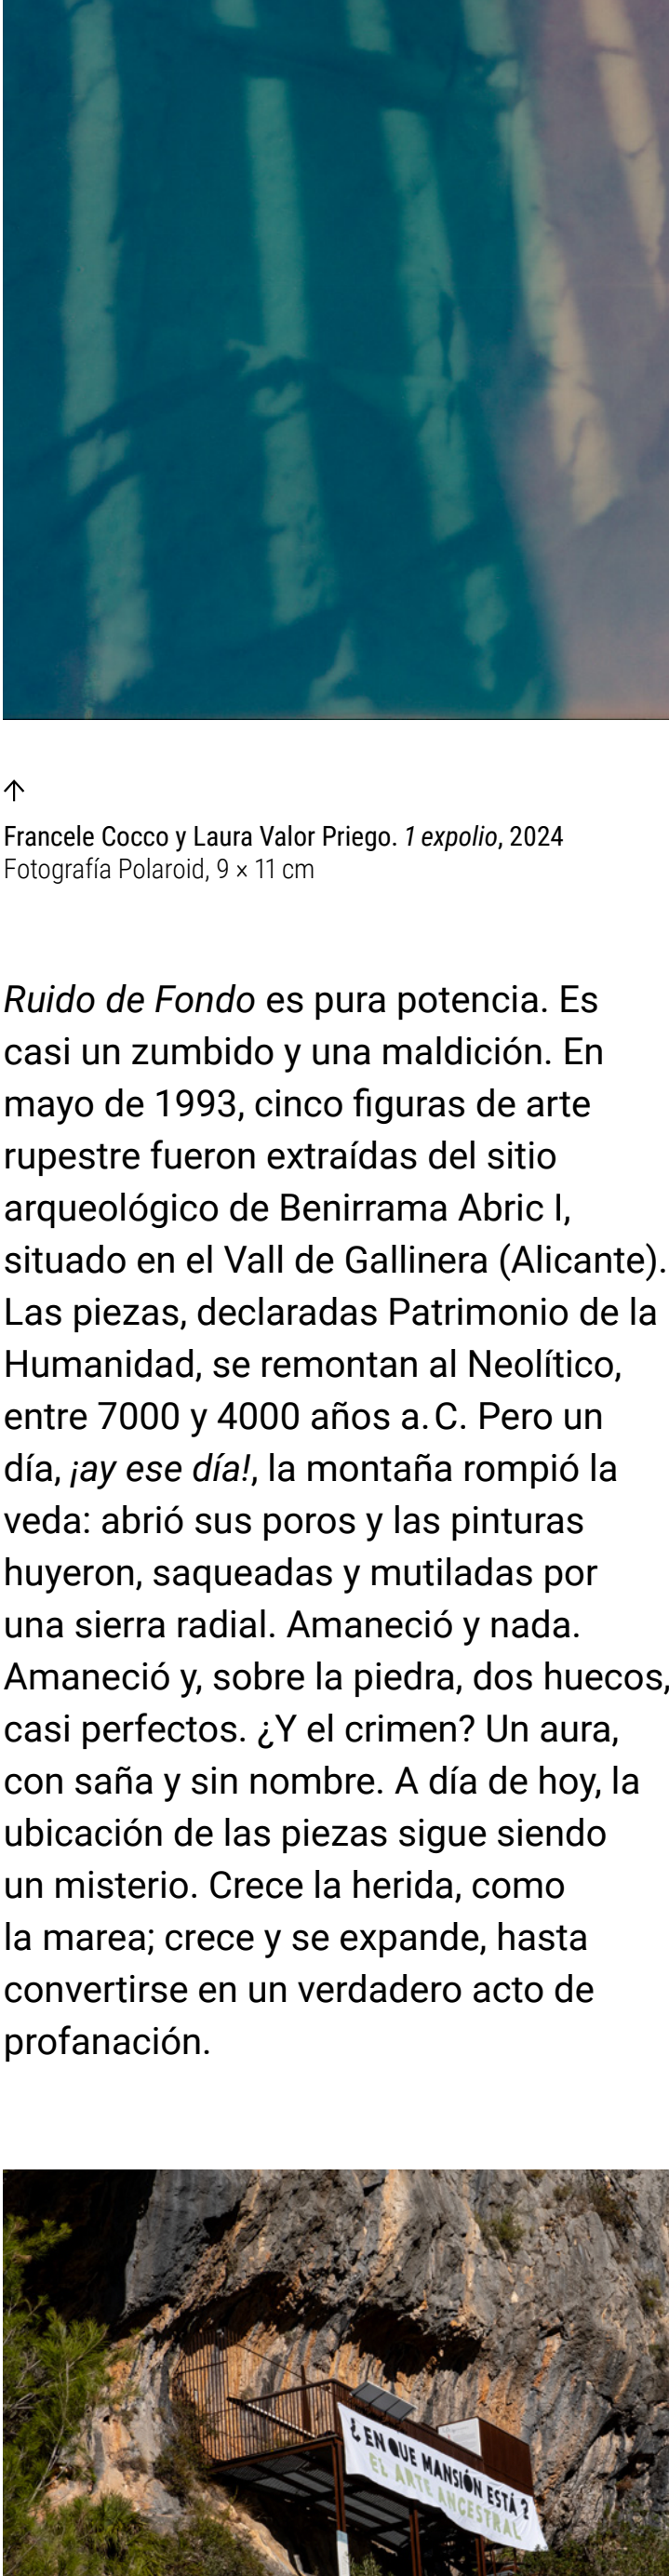 ↑
Francele Cocco y Laura Valor Priego. 1 expolio, 2024
Fotografía Polaroid, 9 × 11 cm
Ruido de Fondo es pura potencia. Es
casi un zumbido y una maldición. En
mayo de 1993, cinco figuras de arte
rupestre fueron extraídas del sitio
arqueológico de Benirrama Abric I,
situado en el Vall de Gallinera (Alicante).
Las piezas, declaradas Patrimonio de la
Humanidad, se remontan al Neolítico,
entre 7000 y 4000 años a. C. Pero un
día, ¡ay ese día!, la montaña rompió la
veda: abrió sus poros y las pinturas
huyeron, saqueadas y mutiladas por
una sierra radial. Amaneció y nada.
Amaneció y, sobre la piedra, dos huecos,
casi perfectos. ¿Y el crimen? Un aura,
con saña y sin nombre. A día de hoy, la
ubicación de las piezas sigue siendo
un misterio. Crece la herida, como
la marea; crece y se expande, hasta
convertirse en un verdadero acto de
profanación.
¿ EN QUE MANSIÓN ESTÁ ?
EL ARTE ANCESTRAL